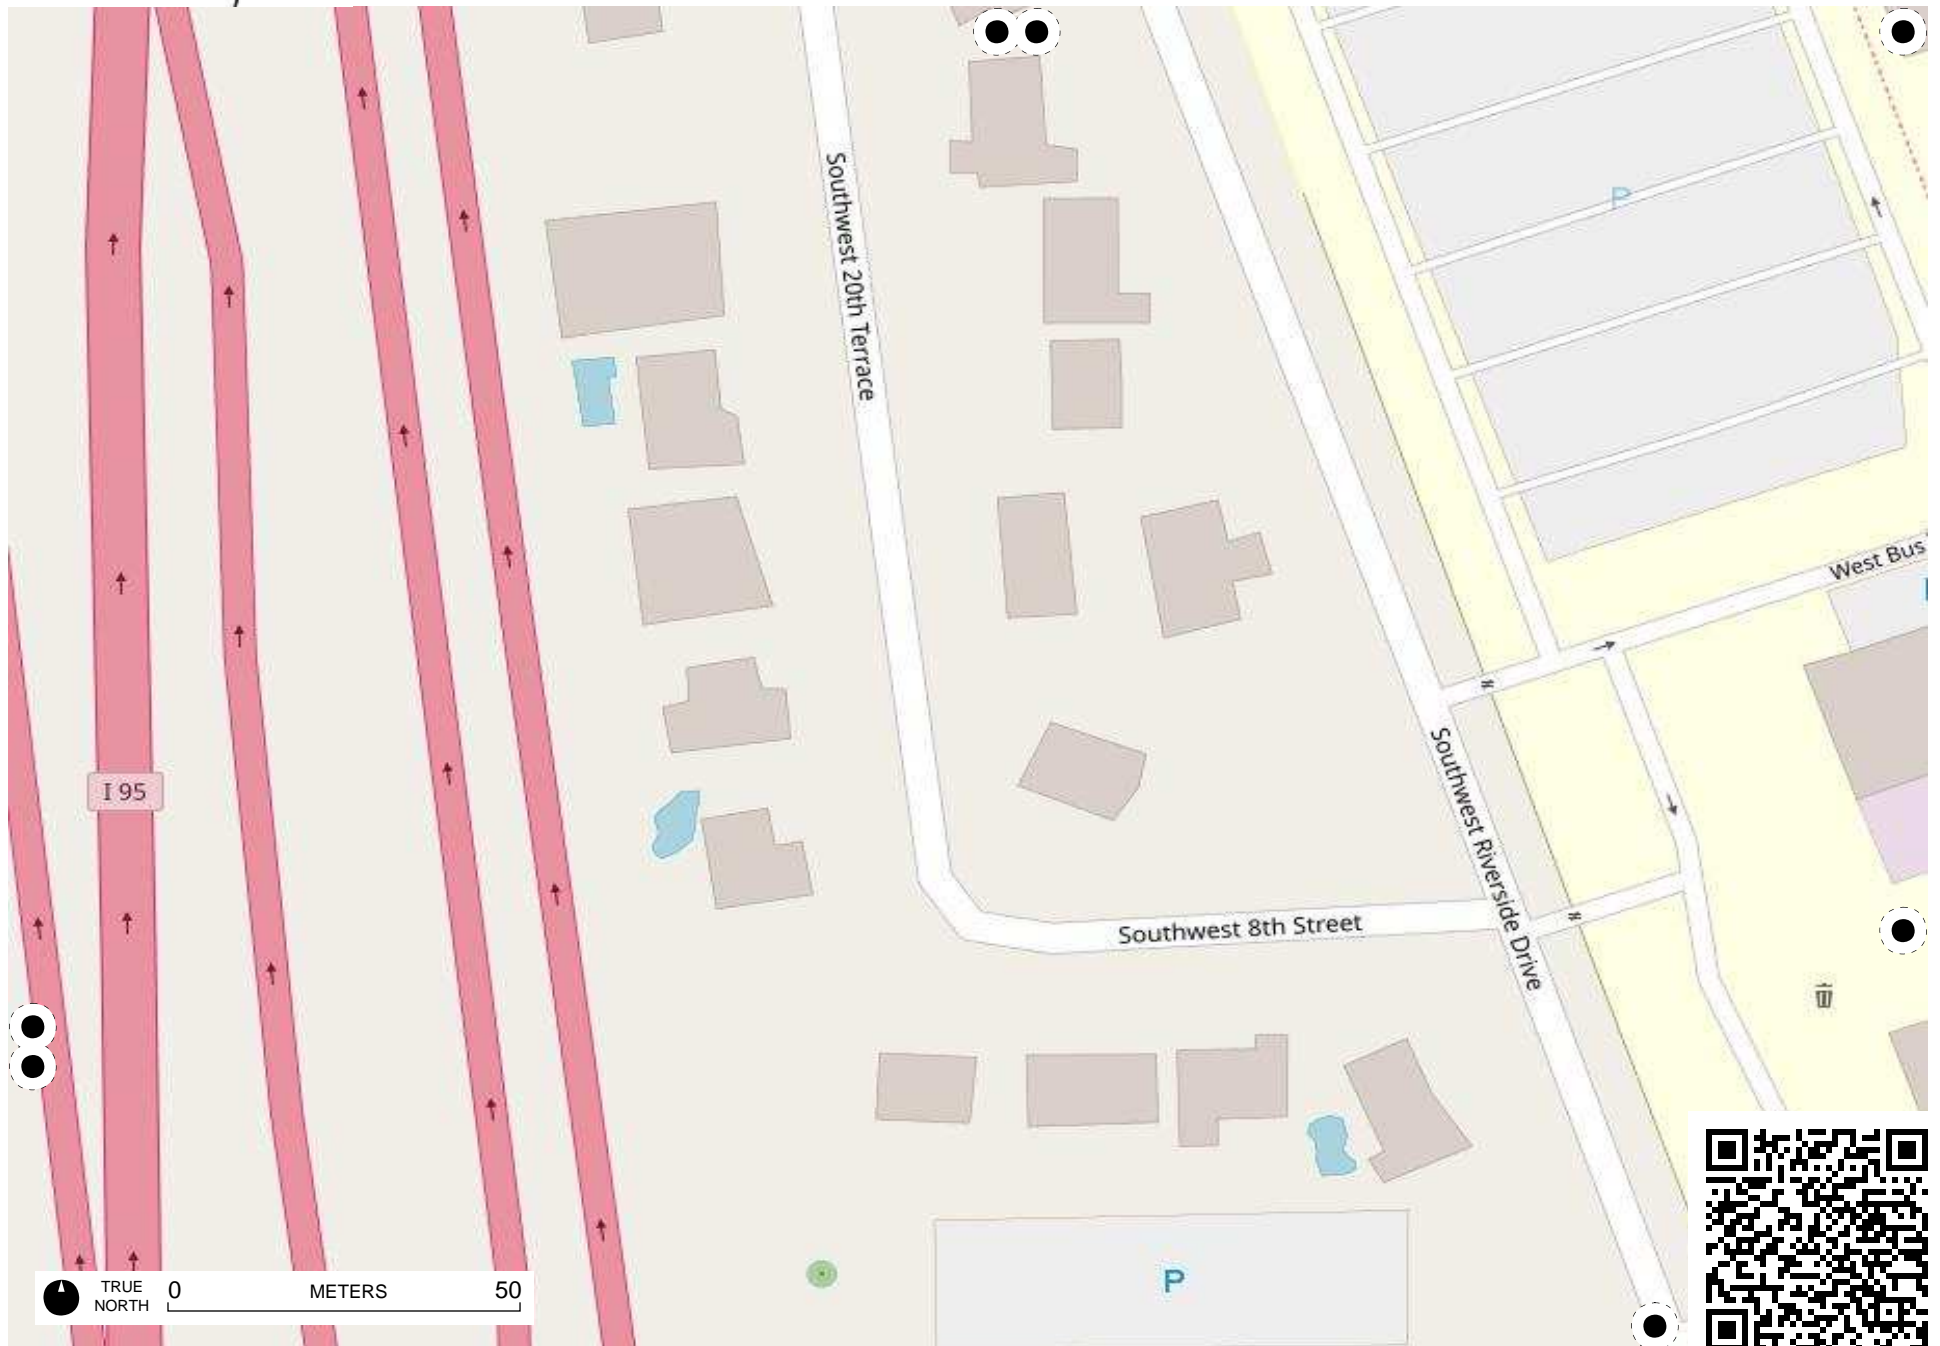 P
Southwest 20th Terrace
West Bus
I 95
Southwest Riverside Drive
Southwest 8th Street
P
TRUE
NORTH
0 METERS 50